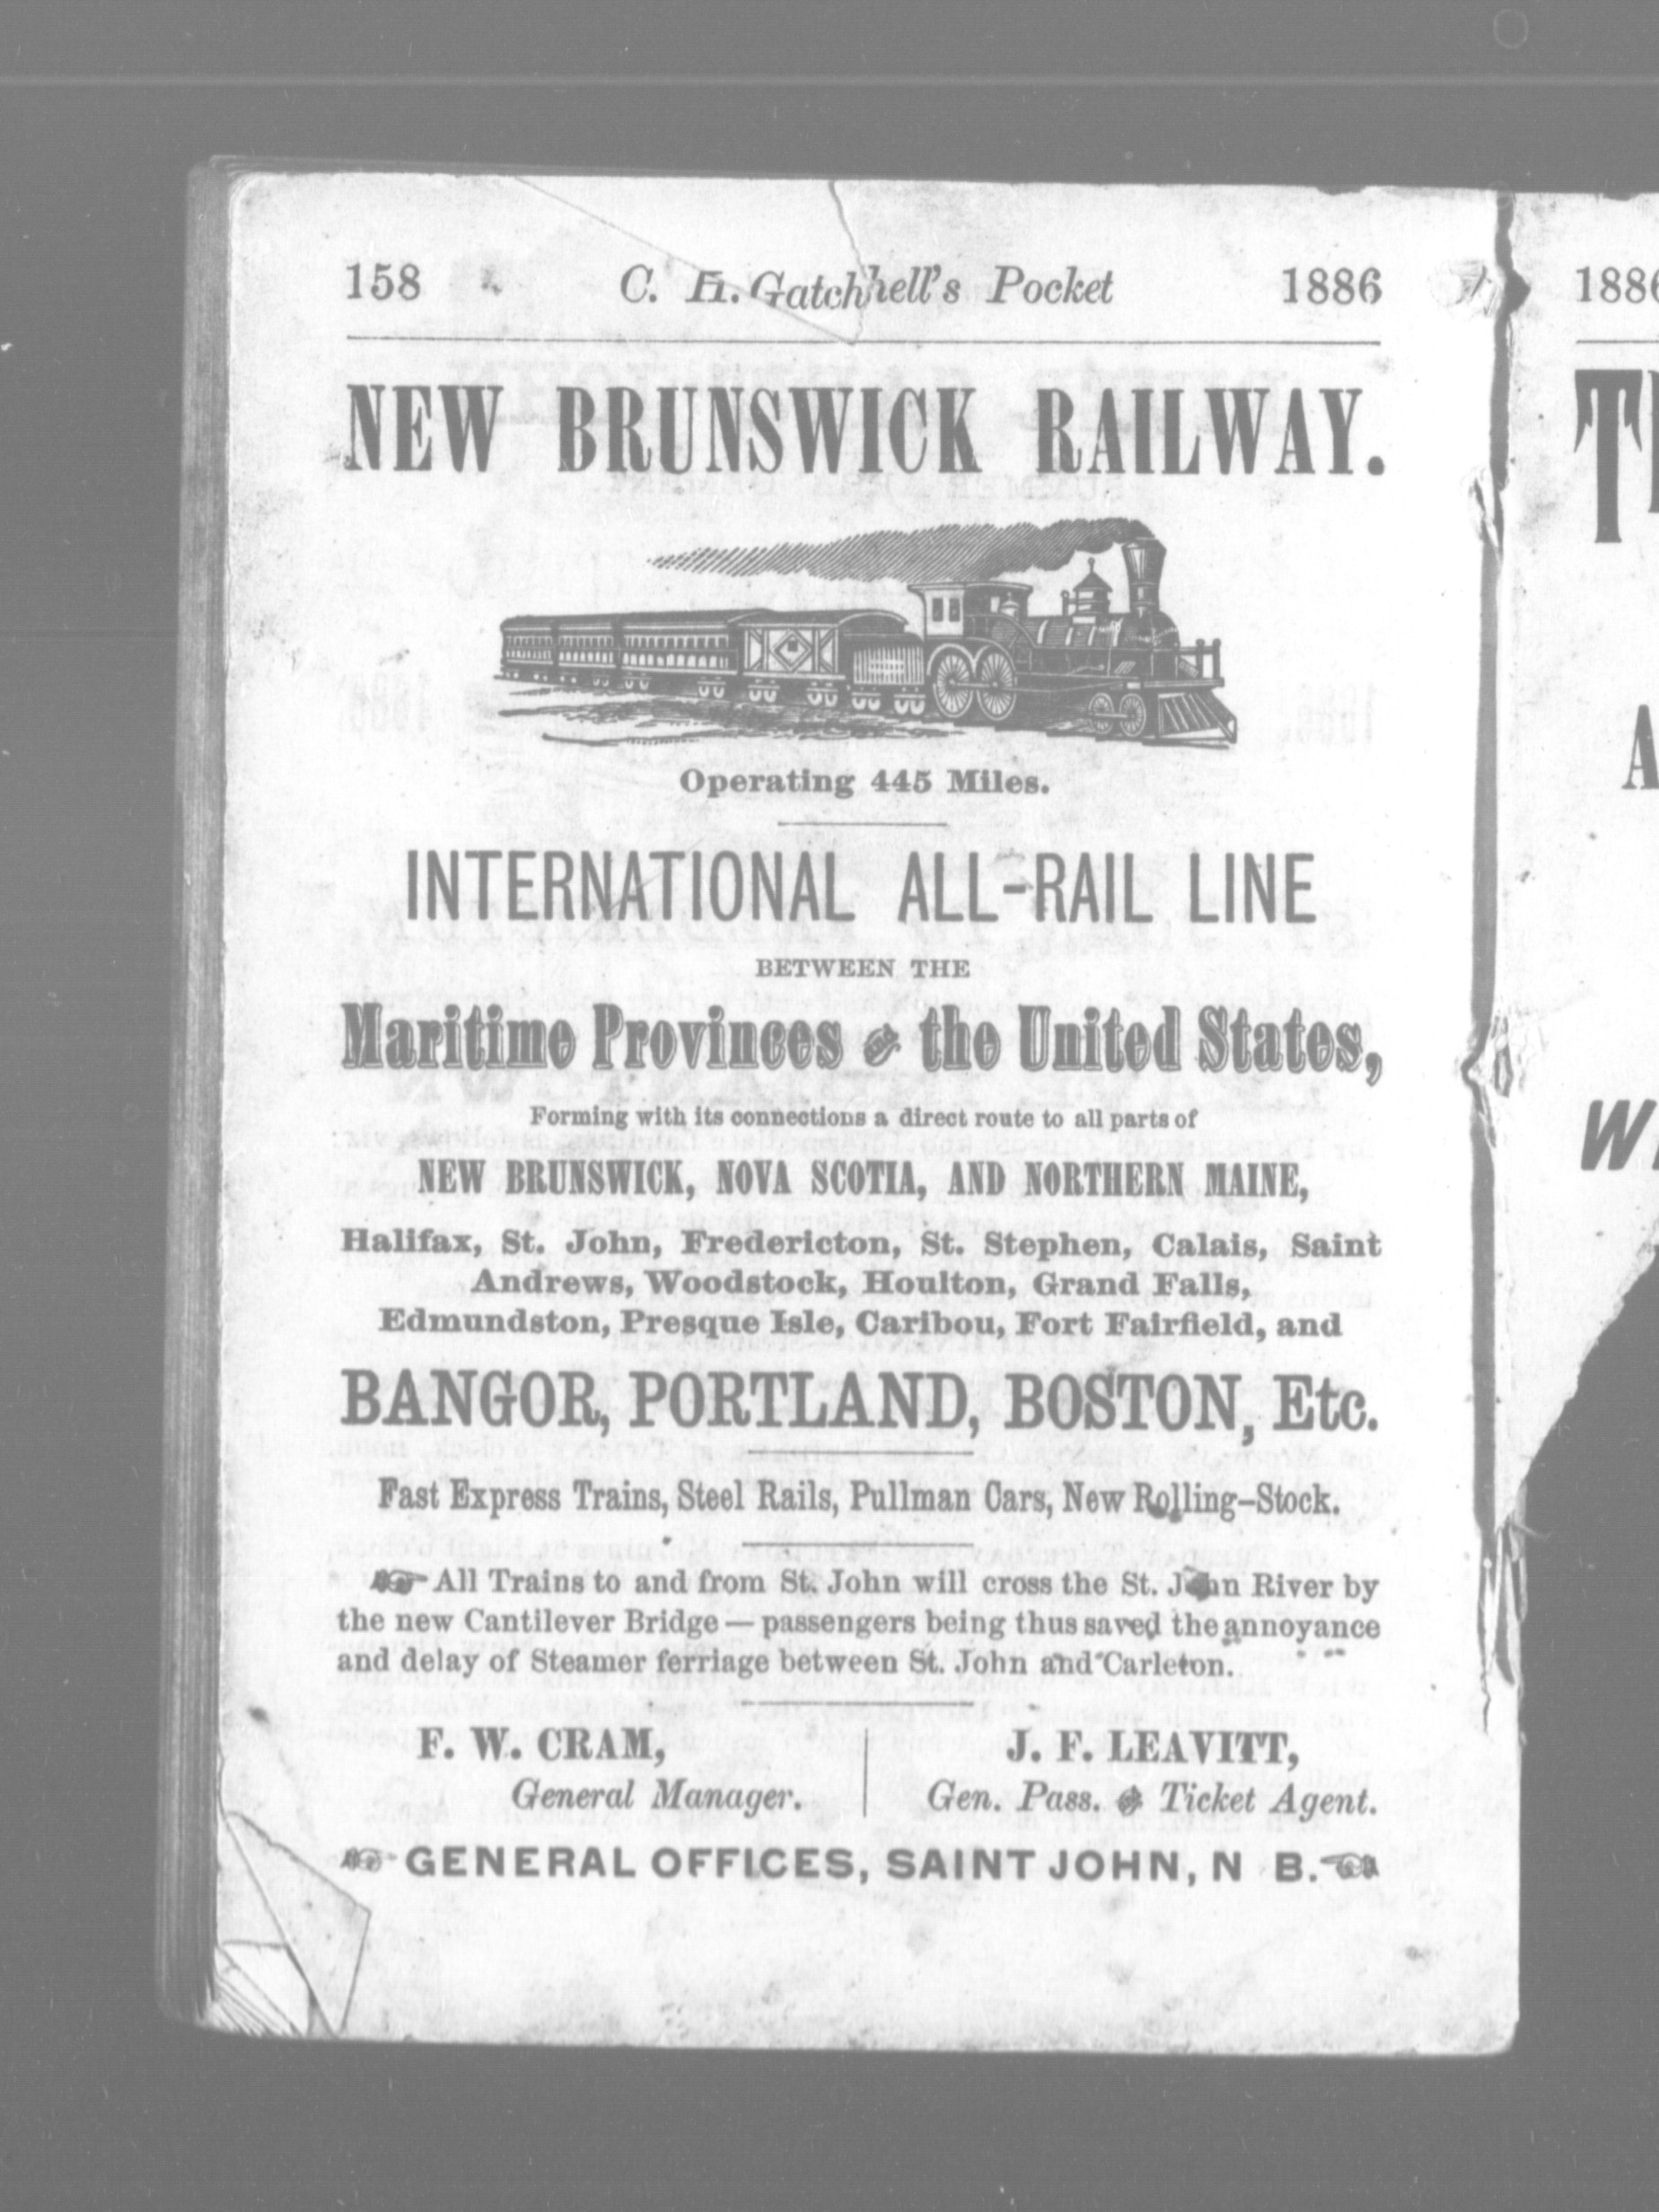 158 C. H. Gatchhell's Pocket 1886
NEW BRUNSWICK RAILWAY.
Operating 445 Miles.
INTERNATIONAL ALL-RAIL LINE
BETWEEN THE
Maritime Provinces & the United States,
Forming with its connections a direct route to all parts of
NEW BRUNSWICK, NOVA SCOTIA, AND NORTHERN MAINE,
Halifax, St. John, Fredericton, St. Stephen, Calais, Saint
Andrews, Woodstock, Houlton, Grand Falls,
Edmundston, Presque Isle, Caribou, Fort Fairfield, and
BANGOR, PORTLAND, BOSTON, Etc.
Fast Express Trains, Steel Rails, Pullman Cars, New Rolling-Stock.
☞ All Trains to and from St. John will cross the St. John River by
the new Cantilever Bridge — passengers being thus saved the annoyance
and delay of Steamer ferriage between St. John and Carleton.
F. W. CRAM,
General Manager.
J. F. LEAVITT,
Gen. Pass. & Ticket Agent.
☞ GENERAL OFFICES, SAINT JOHN, N B. ☜
1886
T
A
W